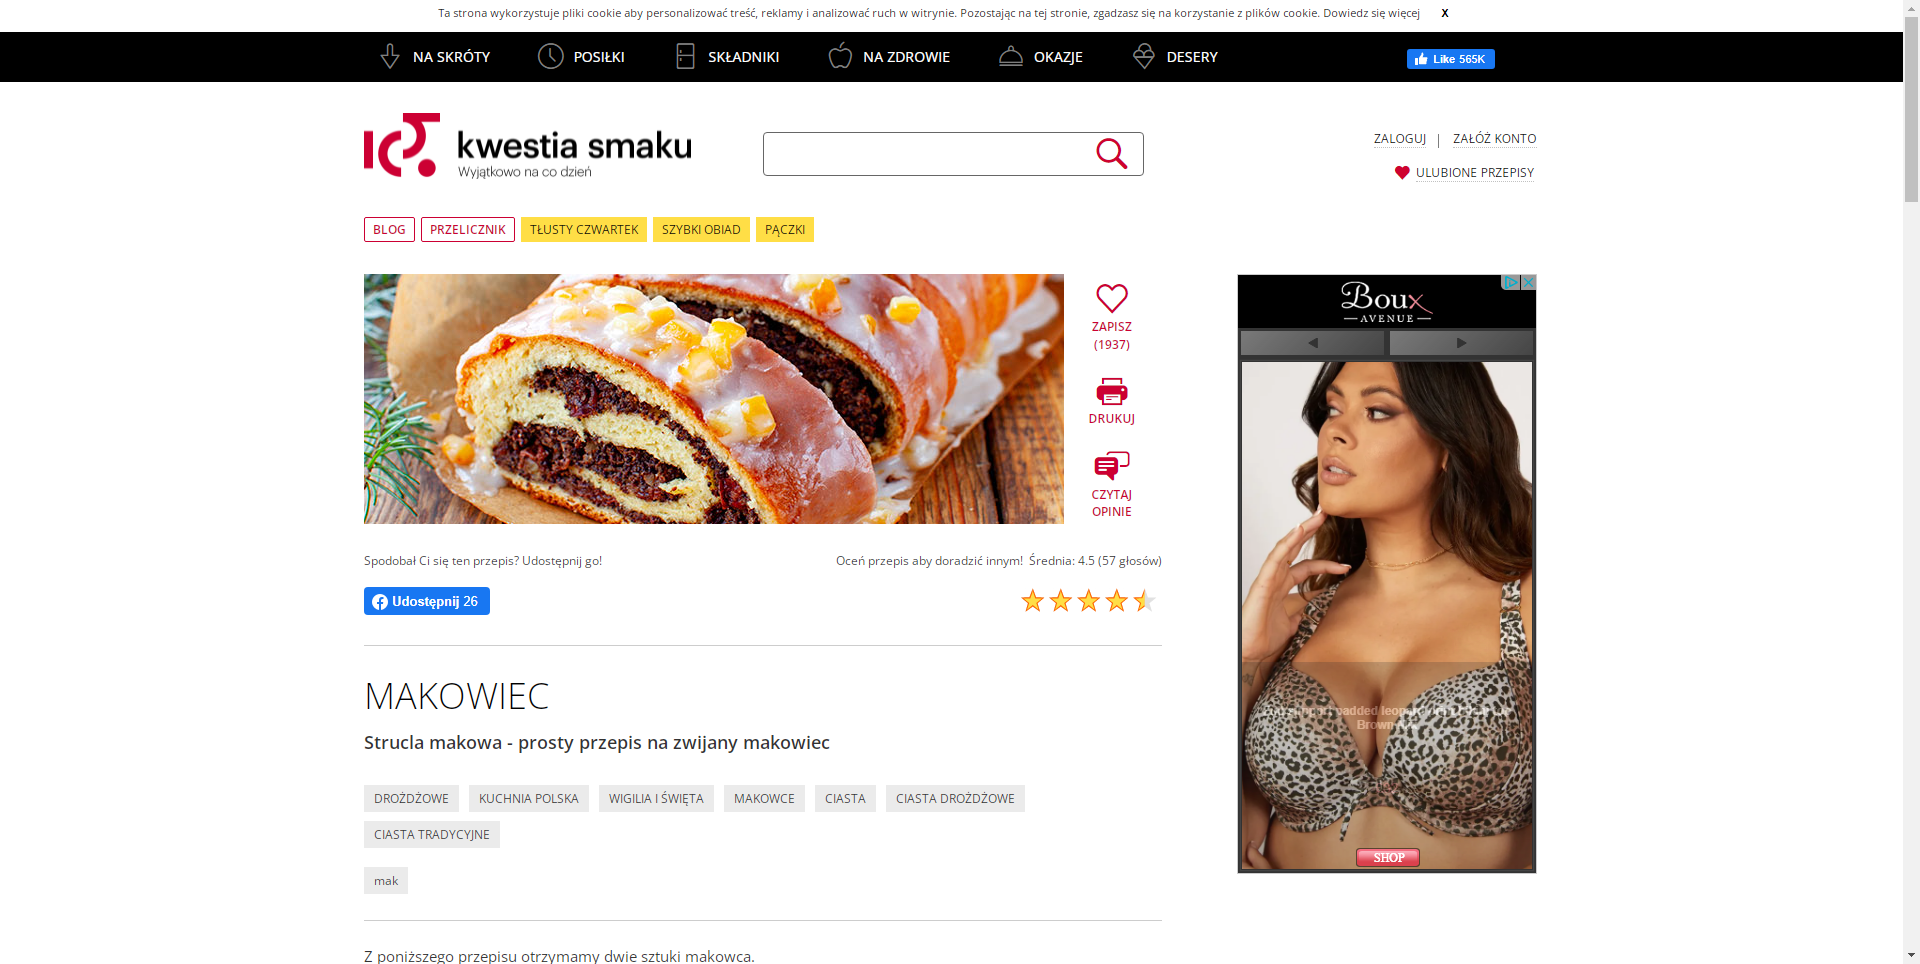 Ta strona wykorzystuje pliki cookie aby personalizować treść, reklamy i analizować ruch w witrynie. Pozostając na tej stronie, zgadzasz się na korzystanie z plików cookie. Dowiedz się więcej X
NA SKRÓTY POSIŁKI SKŁADNIKI NA ZDROWIE OKAZJE DESERY Like 565K
kwestia smaku
Wyjątkowo na co dzień
ZALOGUJ | ZAŁÓŻ KONTO
ULUBIONE PRZEPISY
BLOG PRZELICZNIK TŁUSTY CZWARTEK SZYBKI OBIAD PĄCZKI
ZAPISZ
(1937)
DRUKUJ
CZYTAJ
OPINIE
Boux
AVENUE
Spodobał Ci się ten przepis? Udostępnij go!
Oceń przepis aby doradzić innym! Średnia: 4.5 (57 głosów)
Udostępnij 26
MAKOWIEC
Strucla makowa - prosty przepis na zwijany makowiec
padded
Brown
DROŻDŻOWE KUCHNIA POLSKA WIGILIA I ŚWIĘTA MAKOWCE CIASTA CIASTA DROŻDŻOWE
CIASTA TRADYCYJNE
SHOP
mak
Z poniższego przepisu otrzymamy dwie sztuki makowca.